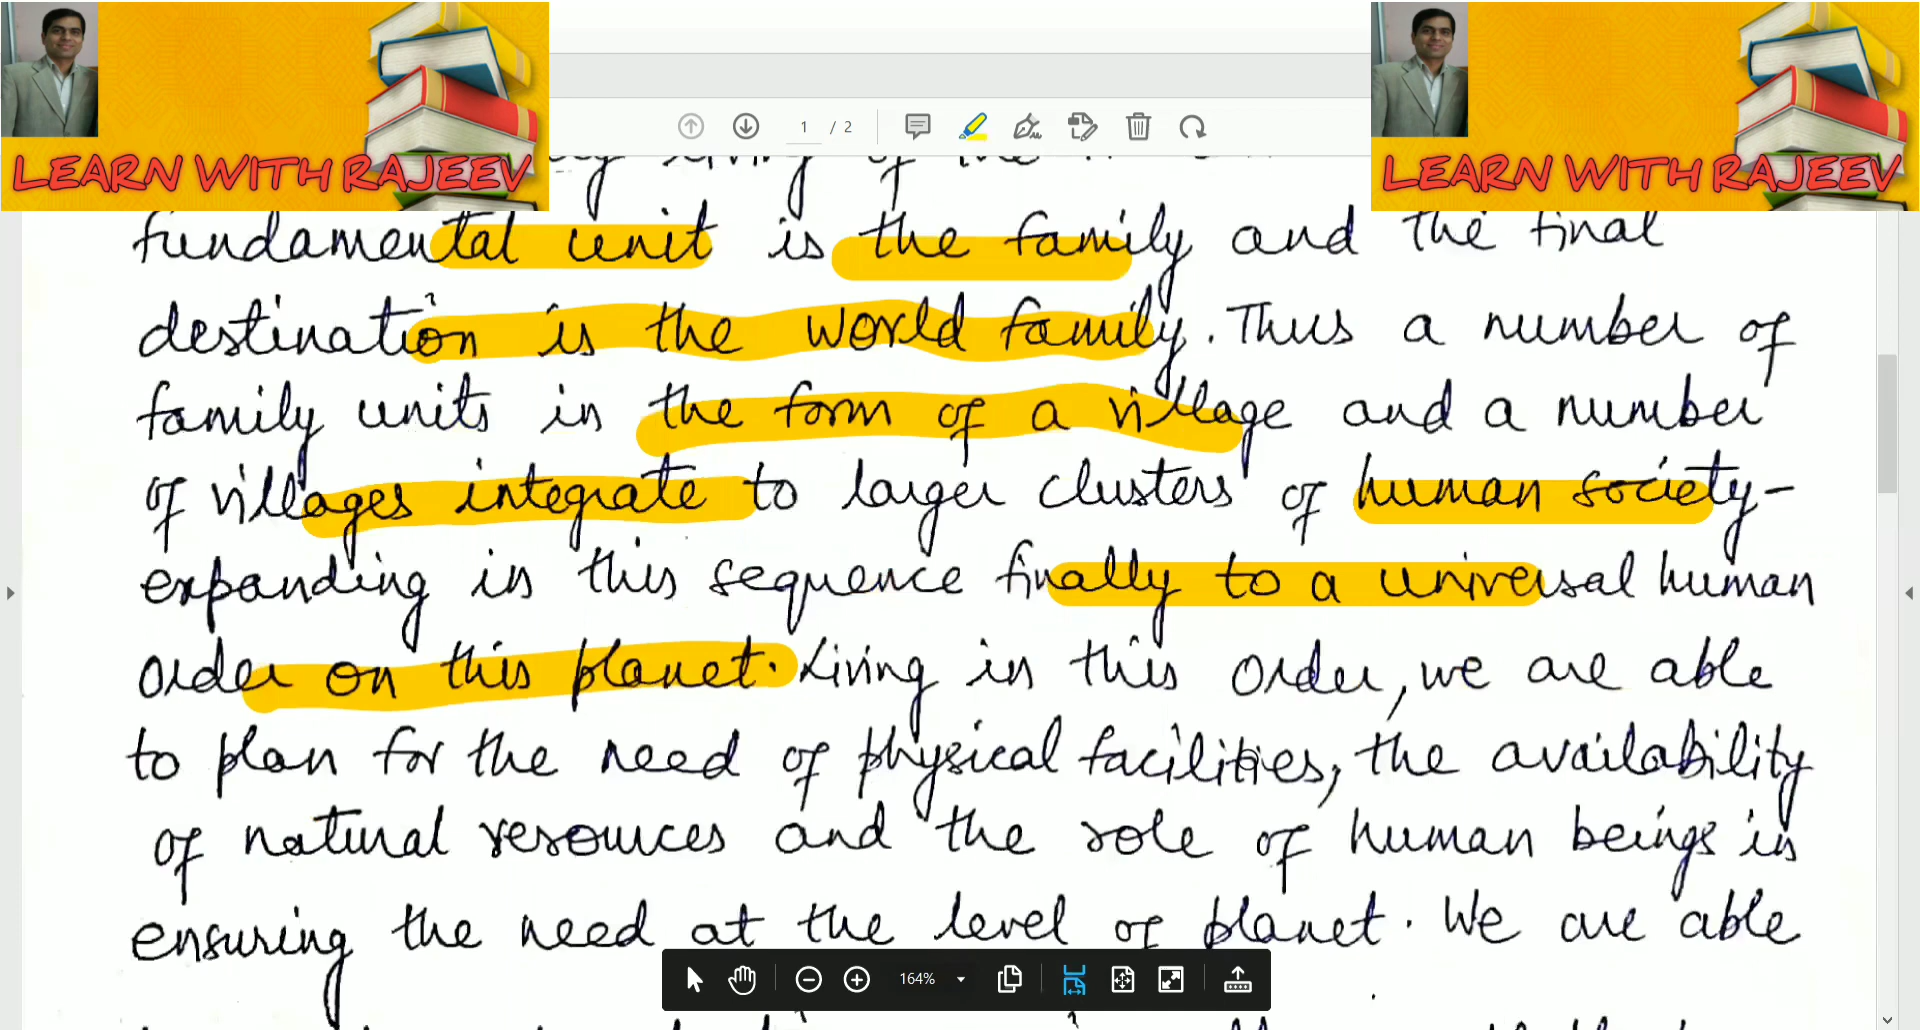 LEARN WITH RAJEEV
LEARN WITH RAJEEV
1 / 2
living of the
fundamental unit is the family and the final
destination is the world family. Thus a number of
family units in the form of a village and a number
of villages integrate to larger clusters of human society-
expanding in this sequence finally to a universal human
order on this planet. Living in this order, we are able
to plan for the need of physical facilities, the availability
of natural resources and the role of human beings in
ensuring the need at the level of planet. We are able
164%